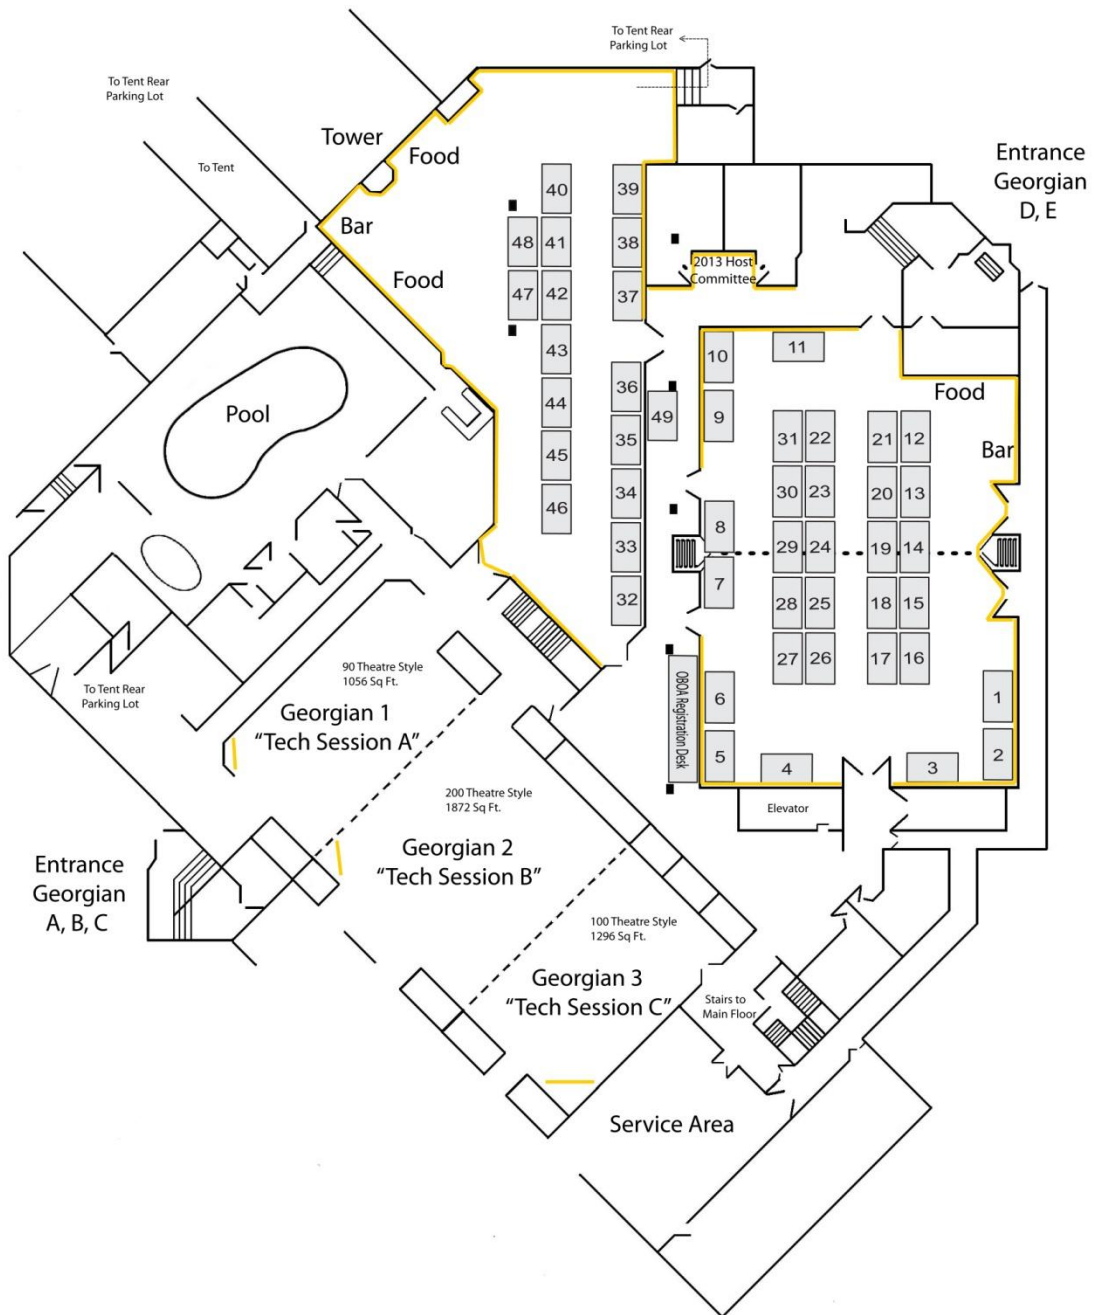 To Tent Rear
Parking Lot
To Tent Rear
Parking Lot
Tower
Food
To Tent
Entrance
Georgian
D, E
40
39
Bar
48
41
38
2013 Host
Committee
Food
47
42
37
43
10
11
36
49
Food
Pool
44
9
35
31
22
21
12
Bar
45
34
30
23
20
13
46
8
33
29
24
19
14
7
32
28
25
18
15
27
26
17
16
90 Theatre Style
1056 Sq Ft.
To Tent Rear
Parking Lot
Georgian 1
“Tech Session A”
OBOA Registration Desk
6
1
5
4
3
2
200 Theatre Style
1872 Sq Ft.
Elevator
Georgian 2
“Tech Session B”
Entrance
Georgian
A, B, C
100 Theatre Style
1296 Sq Ft.
Georgian 3
“Tech Session C”
Stairs to
Main Floor
Service Area